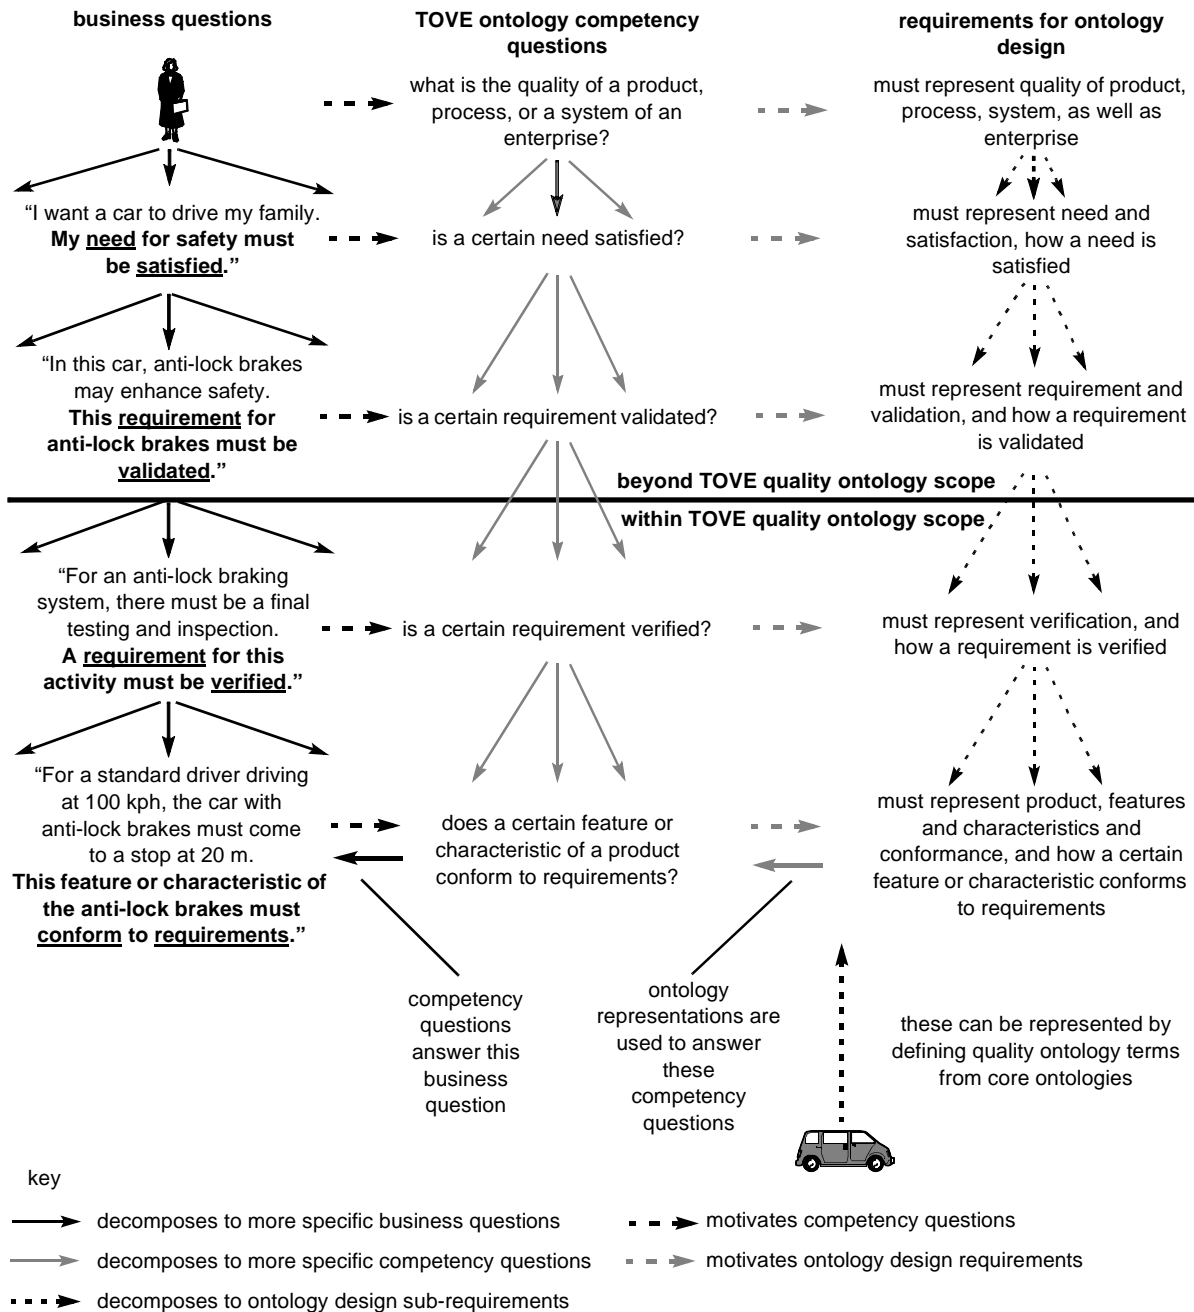 business questions
TOVE ontology competency
questions
requirements for ontology
design
what is the quality of a product,
process, or a system of an
enterprise?
must represent quality of product,
process, system, as well as
enterprise
“I want a car to drive my family.
My need for safety must
be satisfied.”
is a certain need satisfied?
must represent need and
satisfaction, how a need is
satisfied
“In this car, anti-lock brakes
may enhance safety.
This requirement for
anti-lock brakes must be
validated.”
is a certain requirement validated?
must represent requirement and
validation, and how a requirement
is validated
beyond TOVE quality ontology scope
within TOVE quality ontology scope
“For an anti-lock braking
system, there must be a final
testing and inspection.
A requirement for this
activity must be verified.”
is a certain requirement verified?
must represent verification, and
how a requirement is verified
“For a standard driver driving
at 100 kph, the car with
anti-lock brakes must come
to a stop at 20 m.
This feature or characteristic of
the anti-lock brakes must
conform to requirements.”
does a certain feature or
characteristic of a product
conform to requirements?
must represent product, features
and characteristics and
conformance, and how a certain
feature or characteristic conforms
to requirements
competency
questions
answer this
business
question
ontology
representations are
used to answer
these
competency
questions
these can be represented by
defining quality ontology terms
from core ontologies
key
decomposes to more specific business questions
motivates competency questions
decomposes to more specific competency questions
motivates ontology design requirements
decomposes to ontology design sub-requirements